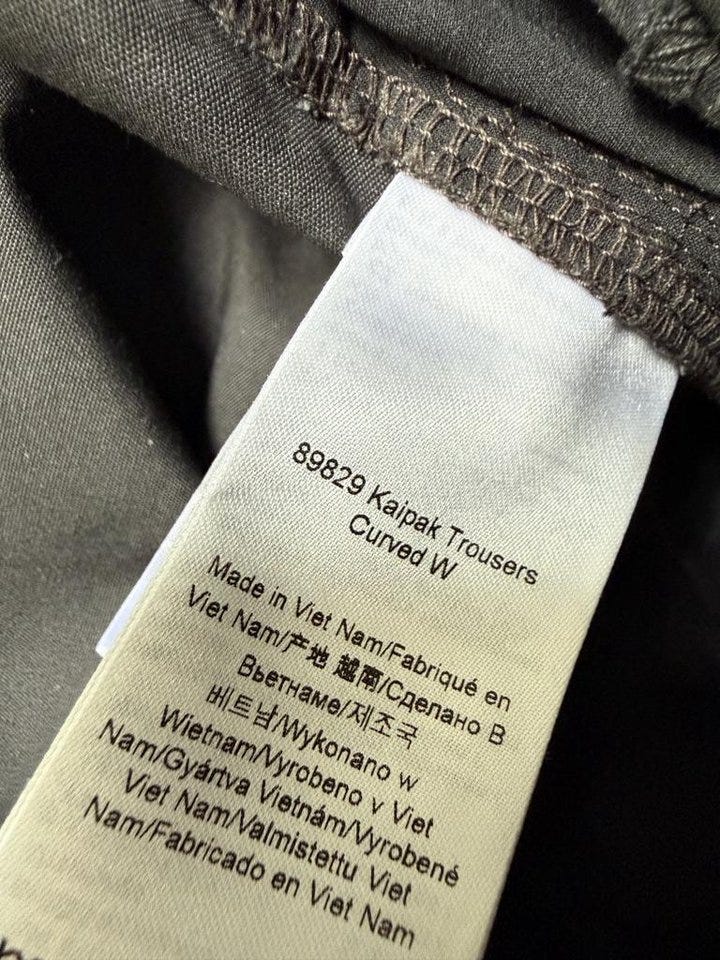 89829 Kaipak Trousers
Curved W
Made in Viet Nam/Fabriqué en
Viet Nam/产地 越南/Сделано В
Вьетнаме/제조국
베트남/Wykonano w
Wietnam/Vyrobeno v Viet
Nam/Gyártva Vietnám/Vyrobené
Viet Nam/Valmistettu Viet
Nam/Fabricado en Viet Nam